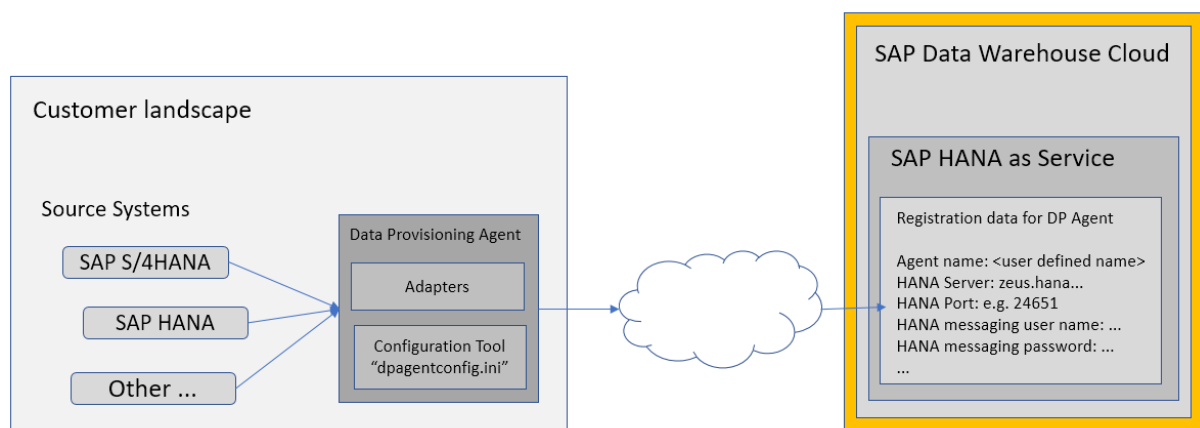 Customer landscape
Source Systems
SAP S/4HANA
SAP HANA
Other ...
Data Provisioning Agent
Adapters
Configuration Tool
“dpagentconfig.ini”
SAP Data Warehouse Cloud
SAP HANA as Service
Registration data for DP Agent
Agent name: <user defined name>
HANA Server: zeus.hana...
HANA Port: e.g. 24651
HANA messaging user name: ...
HANA messaging password: ...
...